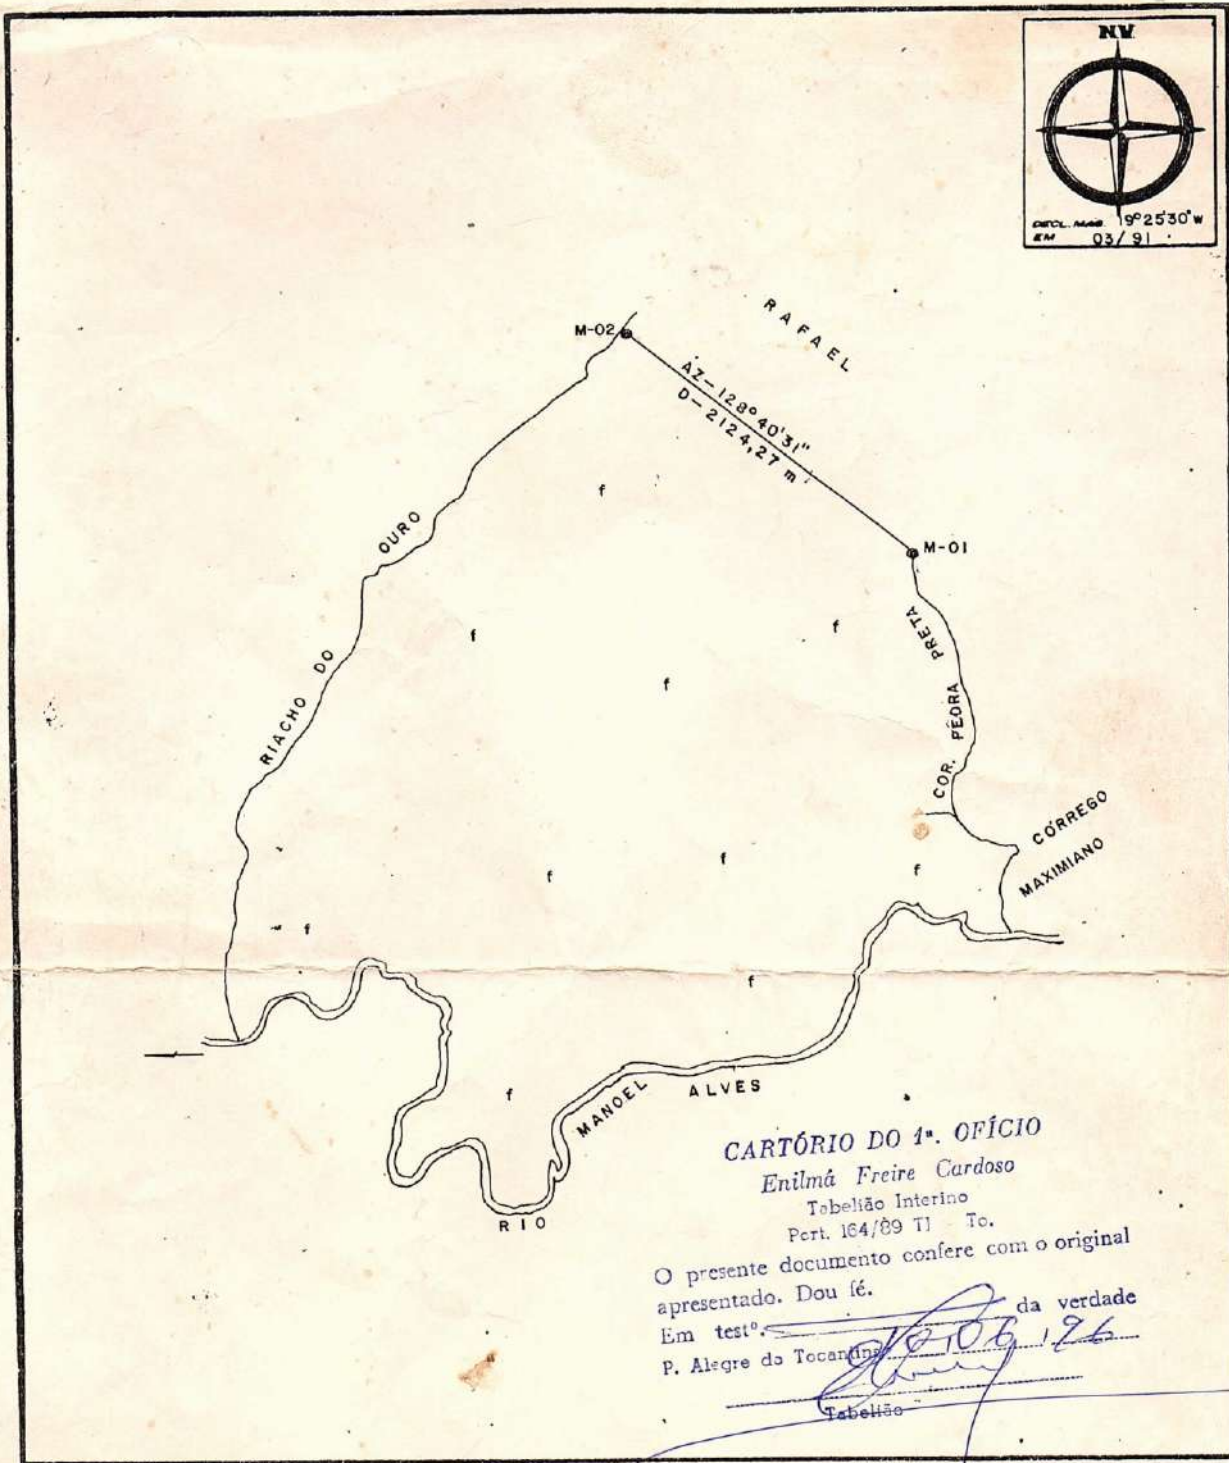 NV
DECL. MAG. 19°25'30" W
EM 03/91
RAFAEL
M-02
AZ-128°40'31"
D-2124,27 m
M-01
f
OURO
RIACHO DO
COR. PEDRA PRETA
CÓRREGO
MAXIMIANO
f
f
f
f
f
f
f
f
f
MANOEL ALVES
RIO
CARTÓRIO DO 1º. OFÍCIO
Enilmá Freire Cardoso
Tabelião Interino
Port. 164/89 TJ - To.
O presente documento confere com o original
apresentado. Dou fé.
Em testº. da verdade
P. Alegre do Tocantins 06, 96
Tabelião